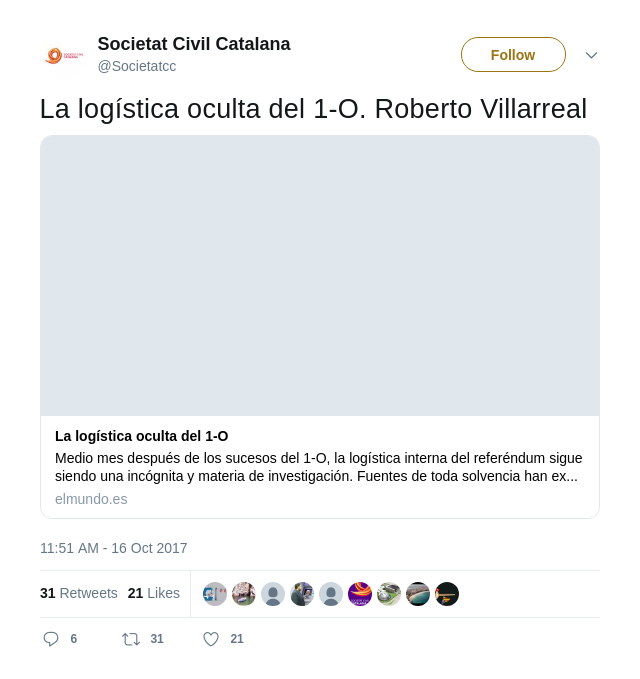 Societat Civil Catalana
@Societatcc
Follow
La logística oculta del 1-O. Roberto Villarreal
La logística oculta del 1-O
Medio mes después de los sucesos del 1-O, la logística interna del referéndum sigue
siendo una incógnita y materia de investigación. Fuentes de toda solvencia han ex...
elmundo.es
11:51 AM - 16 Oct 2017
31 Retweets 21 Likes
6 31 21